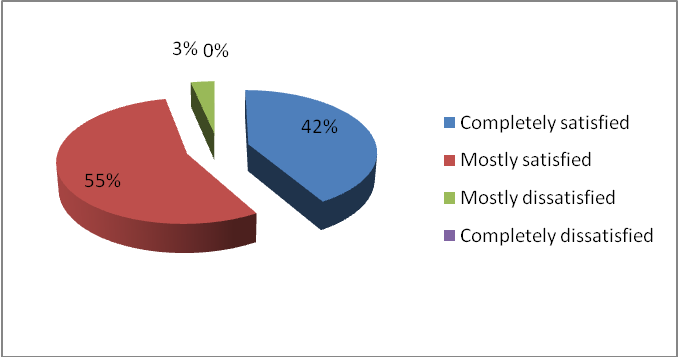 3% 0%
42%
55%
Completely satisfied
Mostly satisfied
Mostly dissatisfied
Completely dissatisfied